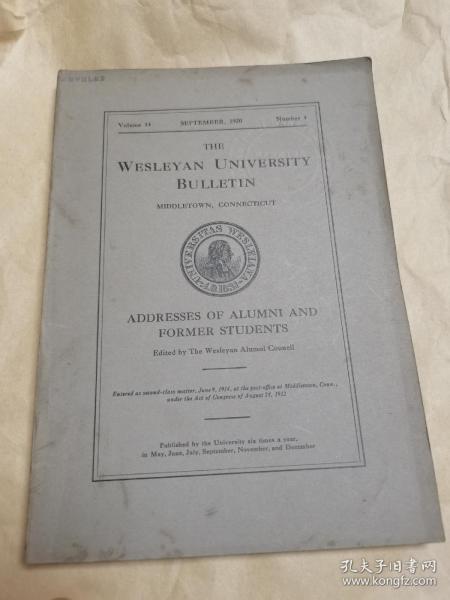 Volume 14 SEPTEMBER, 1920 Number 4
THE
WESLEYAN UNIVERSITY
BULLETIN
MIDDLETOWN, CONNECTICUT
UNIVERSITAS WESLEIANA
1831
ADDRESSES OF ALUMNI AND
FORMER STUDENTS
Edited by The Wesleyan Alumni Council
Entered as second-class matter, June 9, 1914, at the post-office at Middletown, Conn.,
under the Act of Congress of August 24, 1912
Published by the University six times a year,
in May, June, July, September, November, and December
孔夫子旧书网
www.kongfz.com